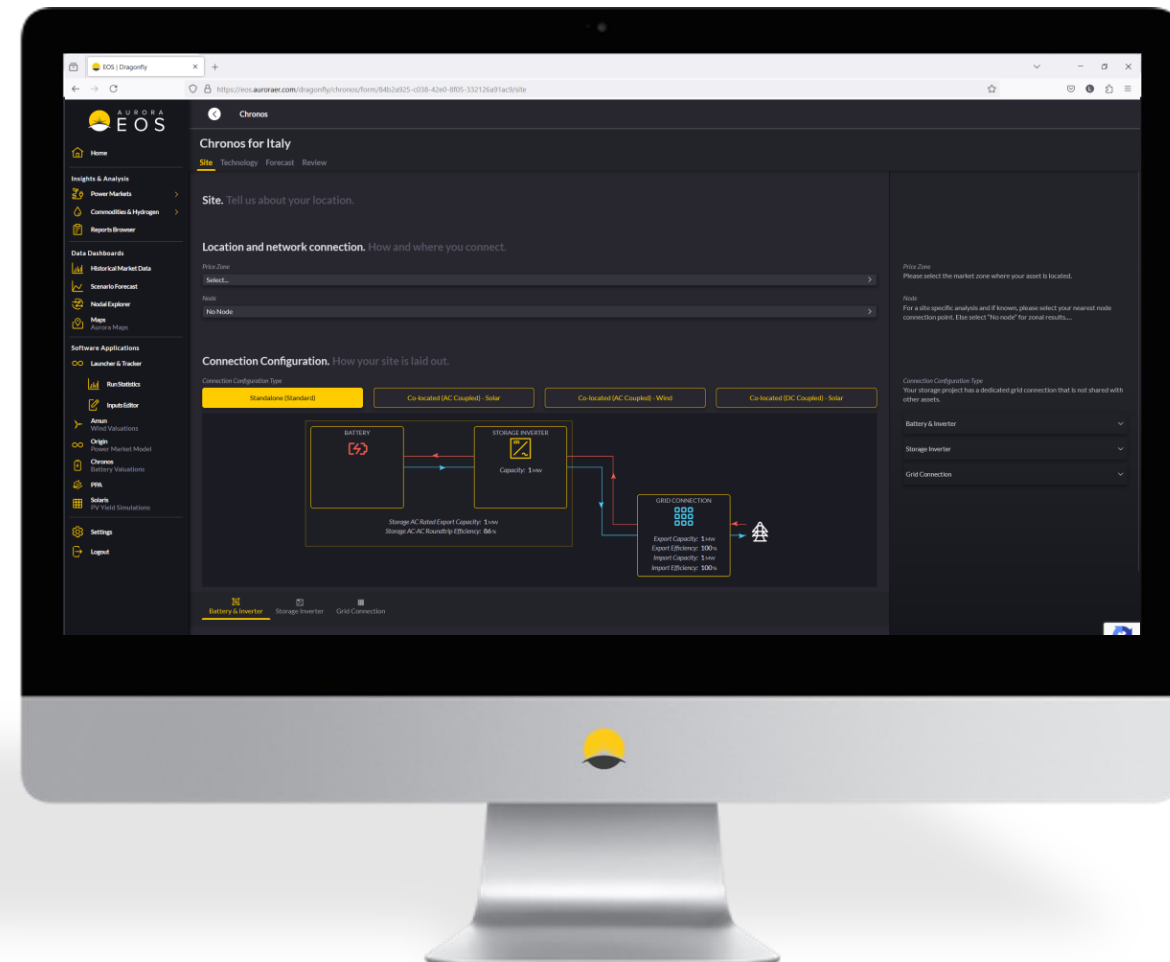 EOS | Dragonfly
https://eos.auroraer.com/dragonfly/chronos/form/84b2a925-c038-42e0-8f05-332126a91ac9/site
AURORA
EOS
Home
Insights & Analysis
Power Markets
Commodities & Hydrogen
Reports Browser
Data Dashboards
Historical Market Data
Scenario Forecast
Nodal Explorer
Maps
Aurora Maps
Software Applications
Launcher & Tracker
Run Statistics
Inputs Editor
Amun
Wind Valuations
Origin
Power Market Model
Chronos
Battery Valuations
PPA
Solaris
PV Yield Simulations
Settings
Logout
Chronos
Chronos for Italy
Site Technology Forecast Review
Site. Tell us about your location.
Location and network connection. How and where you connect.
Price Zone
Select...
Node
No Node
Connection Configuration. How your site is laid out.
Connection Configuration Type
Standalone (Standard)
Co-located (AC Coupled) - Solar
Co-located (AC Coupled) - Wind
Co-located (DC Coupled) - Solar
BATTERY
STORAGE INVERTER
Capacity: 1 MW
Storage AC Rated Export Capacity: 1 MW
Storage AC-AC Roundtrip Efficiency: 86 %
GRID CONNECTION
Export Capacity: 1 MW
Export Efficiency: 100 %
Import Capacity: 1 MW
Import Efficiency: 100 %
Battery & Inverter Storage Inverter Grid Connection
Price Zone
Please select the market zone where your asset is located.
Node
For a site specific analysis and if known, please select your nearest node
connection point. Else select "No node" for zonal results....
Connection Configuration Type
Your storage project has a dedicated grid connection that is not shared with
other assets.
Battery & Inverter
Storage Inverter
Grid Connection